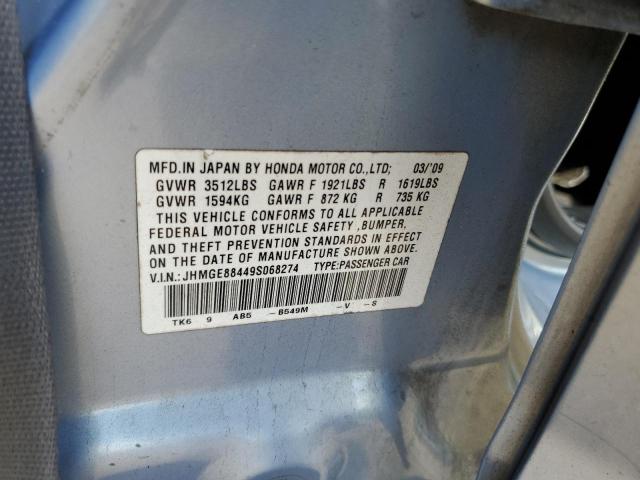 MFD.IN JAPAN BY HONDA MOTOR CO.,LTD; 03/'09
GVWR 3512LBS GAWR F 1921LBS R 1619LBS
GVWR 1594KG GAWR F 872 KG R 735 KG
THIS VEHICLE CONFORMS TO ALL APPLICABLE
FEDERAL MOTOR VEHICLE SAFETY ,BUMPER,
AND THEFT PREVENTION STANDARDS IN EFFECT
ON THE DATE OF MANUFACTURE SHOWN ABOVE.
V.I.N.:JHMGE88449S068274 TYPE:PASSENGER CAR
TK6 9 AB5 -B549M -V -S